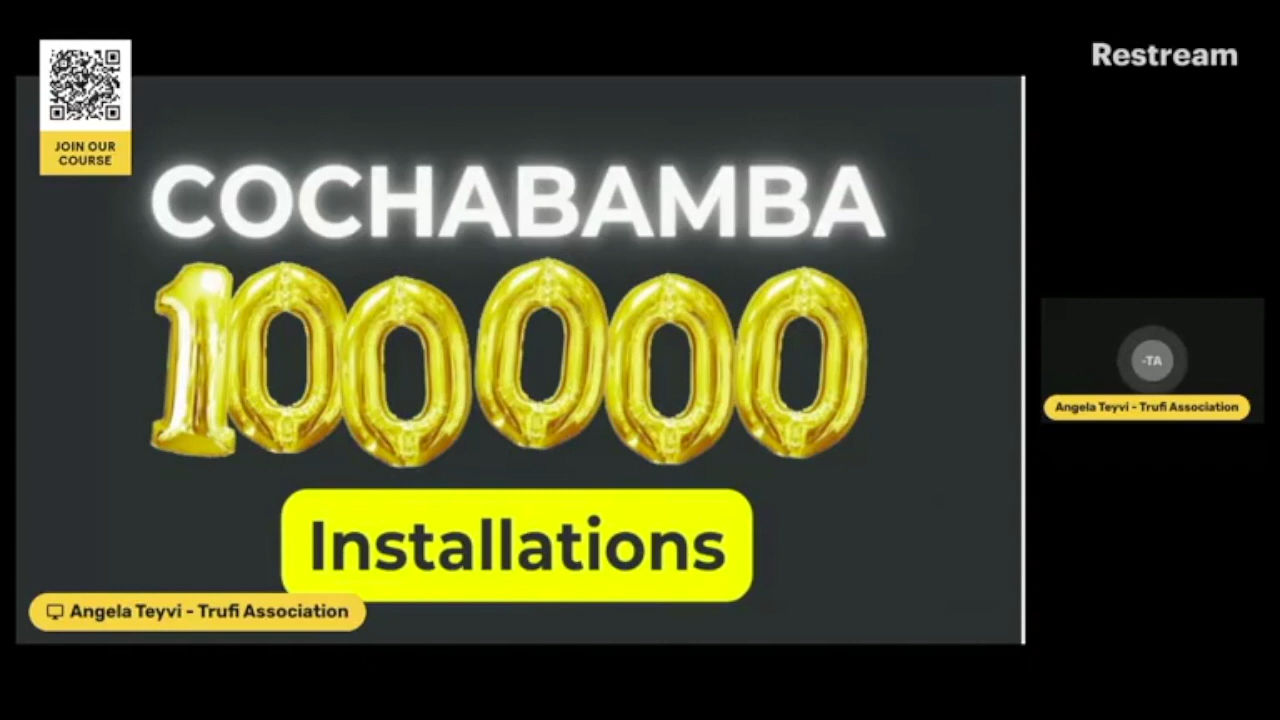 Restream
JOIN OUR
COURSE
COCHABAMBA
100000
Installations
Angela Teyvi - Trufi Association
-TA
Angela Teyvi - Trufi Association